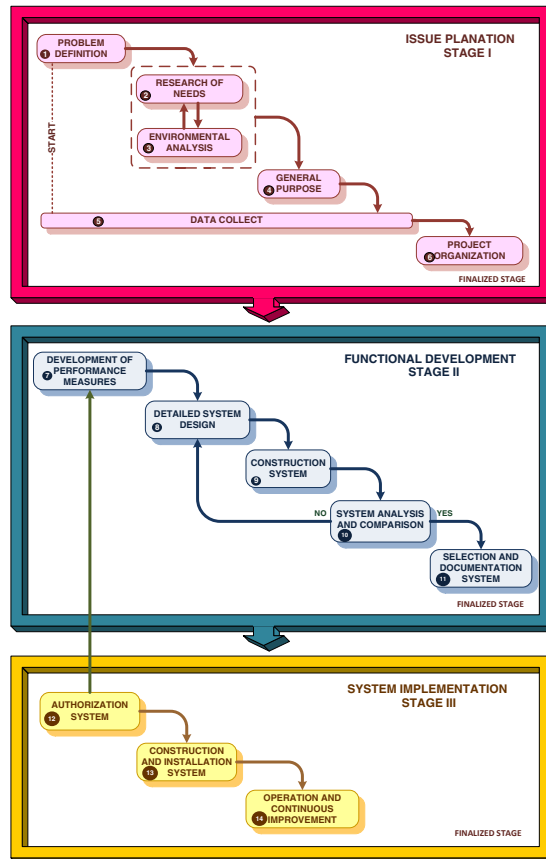 ISSUE PLANATION
STAGE I
PROBLEM
DEFINITION
1
RESEARCH OF
NEEDS
2
ENVIRONMENTAL
ANALYSIS
3
START
GENERAL
PURPOSE
4
DATA COLLECT
5
PROJECT
ORGANIZATION
6
FINALIZED STAGE
FUNCTIONAL DEVELOPMENT
STAGE II
DEVELOPMENT OF
PERFORMANCE
MEASURES
7
DETAILED SYSTEM
DESIGN
8
CONSTRUCTION
SYSTEM
9
NO
SYSTEM ANALYSIS
AND COMPARISON
10
YES
SELECTION AND
DOCUMENTATION
SYSTEM
11
FINALIZED STAGE
SYSTEM IMPLEMENTATION
STAGE III
AUTHORIZATION
SYSTEM
12
CONSTRUCTION
AND INSTALLATION
SYSTEM
13
OPERATION AND
CONTINUOUS
IMPROVEMENT
14
FINALIZED STAGE